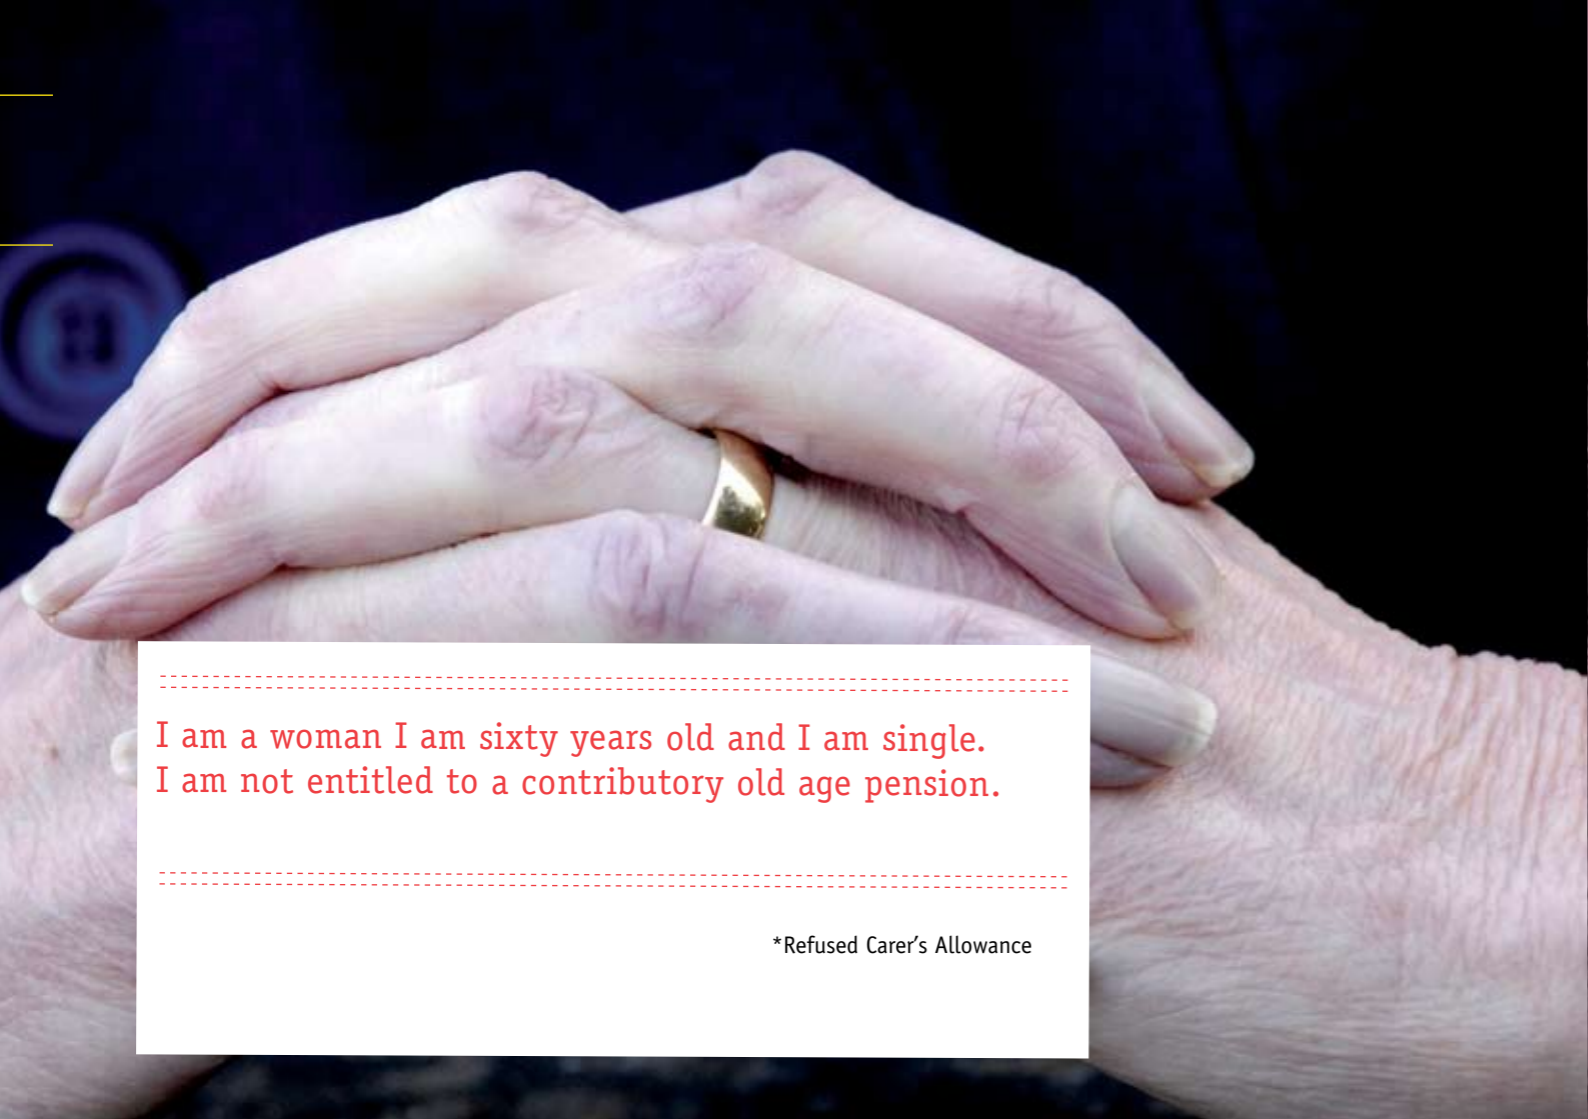 I am a woman I am sixty years old and I am single.
I am not entitled to a contributory old age pension.
*Refused Carer's Allowance